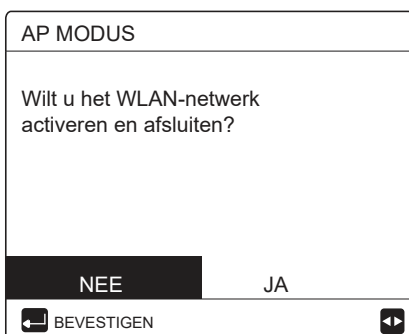 AP MODUS
Wilt u het WLAN-netwerk
activeren en afsluiten?
NEE JA
BEVESTIGEN